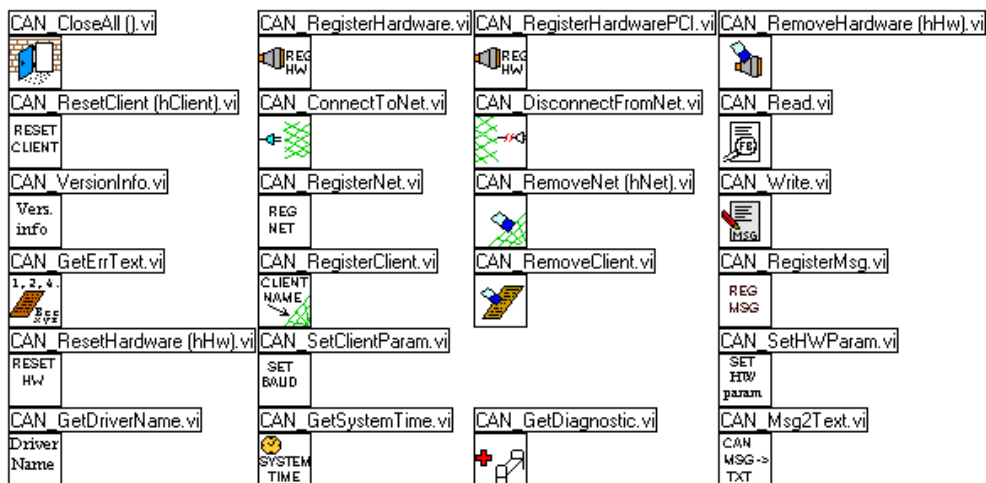 CAN_CloseAll ().vi
CAN_RegisterHardware.vi
CAN_RegisterHardwarePCI.vi
CAN_RemoveHardware (hHw).vi
REG
HW
REG
HW
CAN_ResetClient (hClient).vi
CAN_ConnectToNet.vi
CAN_DisconnectFromNet.vi
CAN_Read.vi
RESET
CLIENT
CAN_VersionInfo.vi
CAN_RegisterNet.vi
CAN_RemoveNet (hNet).vi
CAN_Write.vi
Vers.
info
REG
NET
MSG
CAN_GetErrText.vi
CAN_RegisterClient.vi
CAN_RemoveClient.vi
CAN_RegisterMsg.vi
1, 2, 4.
CLIENT
NAME
REG
MSG
CAN_ResetHardware (hHw).vi
CAN_SetClientParam.vi
CAN_SetHWParam.vi
RESET
HW
SET
BAUD
SET
HW
param
CAN_GetDriverName.vi
CAN_GetSystemTime.vi
CAN_GetDiagnostic.vi
CAN_Msg2Text.vi
Driver
Name
SYSTEM
TIME
CAN
MSG->
TXT